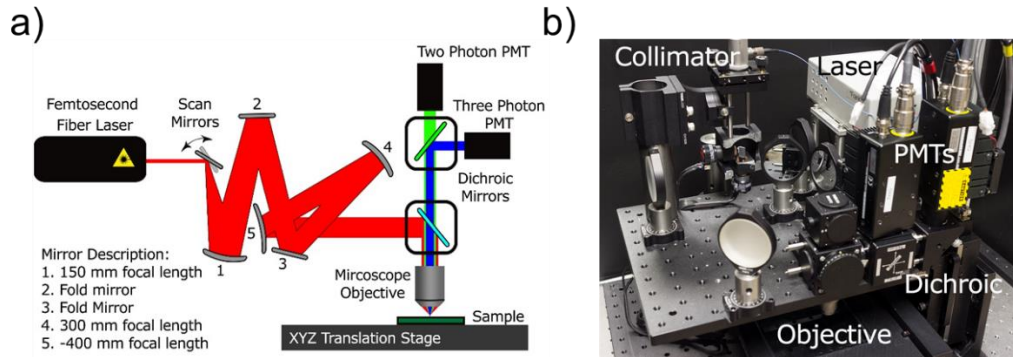 a)
Two Photon PMT
Three Photon
PMT
Femtosecond
Fiber Laser
Scan
Mirrors
2
4
Dichroic
Mirrors
5
1
3
Mirror Description:
1. 150 mm focal length
2. Fold mirror
3. Fold Mirror
4. 300 mm focal length
5. -400 mm focal length
Mircoscope
Objective
Sample
XYZ Translation Stage
b)
Collimator
Laser
PMTs
Dichroic
Objective